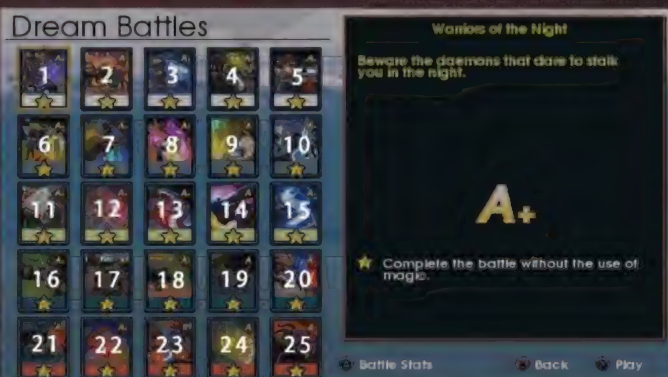 Dream Battles
1 2 3 4 5
6 7 8 9 10
11 12 13 14 15
16 17 18 19 20
21 22 23 24 25
Warriors of the Night
Beware the daemons that dare to stalk
you in the night.
A+
Complete the battle without the use of
magic.
Battle Stats
Back
Play